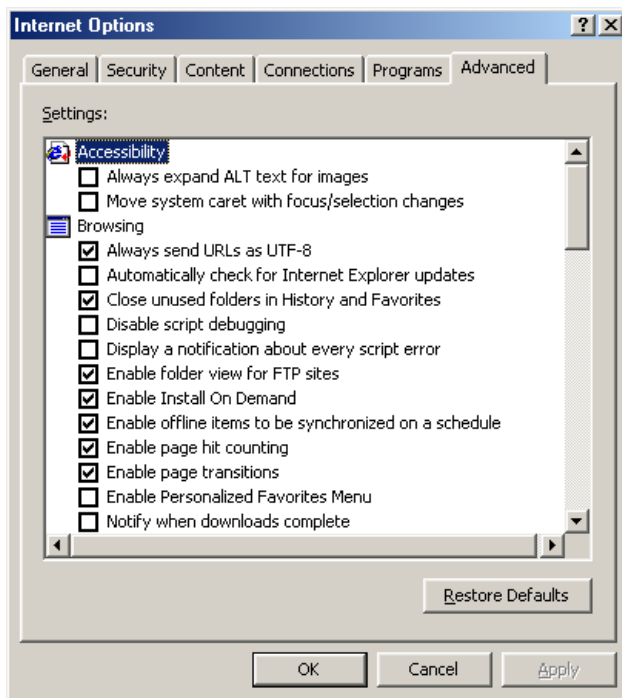 Internet Options
General Security Content Connections Programs Advanced
Settings:
Accessibility
Always expand ALT text for images
Move system caret with focus/selection changes
Browsing
Always send URLs as UTF-8
Automatically check for Internet Explorer updates
Close unused folders in History and Favorites
Disable script debugging
Display a notification about every script error
Enable folder view for FTP sites
Enable Install On Demand
Enable offline items to be synchronized on a schedule
Enable page hit counting
Enable page transitions
Enable Personalized Favorites Menu
Notify when downloads complete
Restore Defaults
OK Cancel Apply